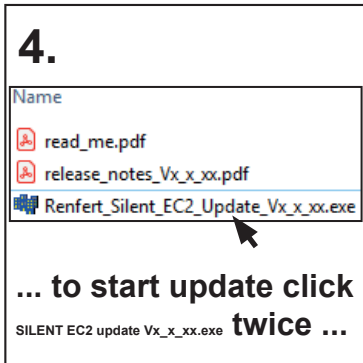 4.
Name
read_me.pdf
release_notes_Vx_x_xx.pdf
Renfert_Silent_EC2_Update_Vx_x_xx.exe
... to start update click
SILENT EC2 update Vx_x_xx.exe twice ...